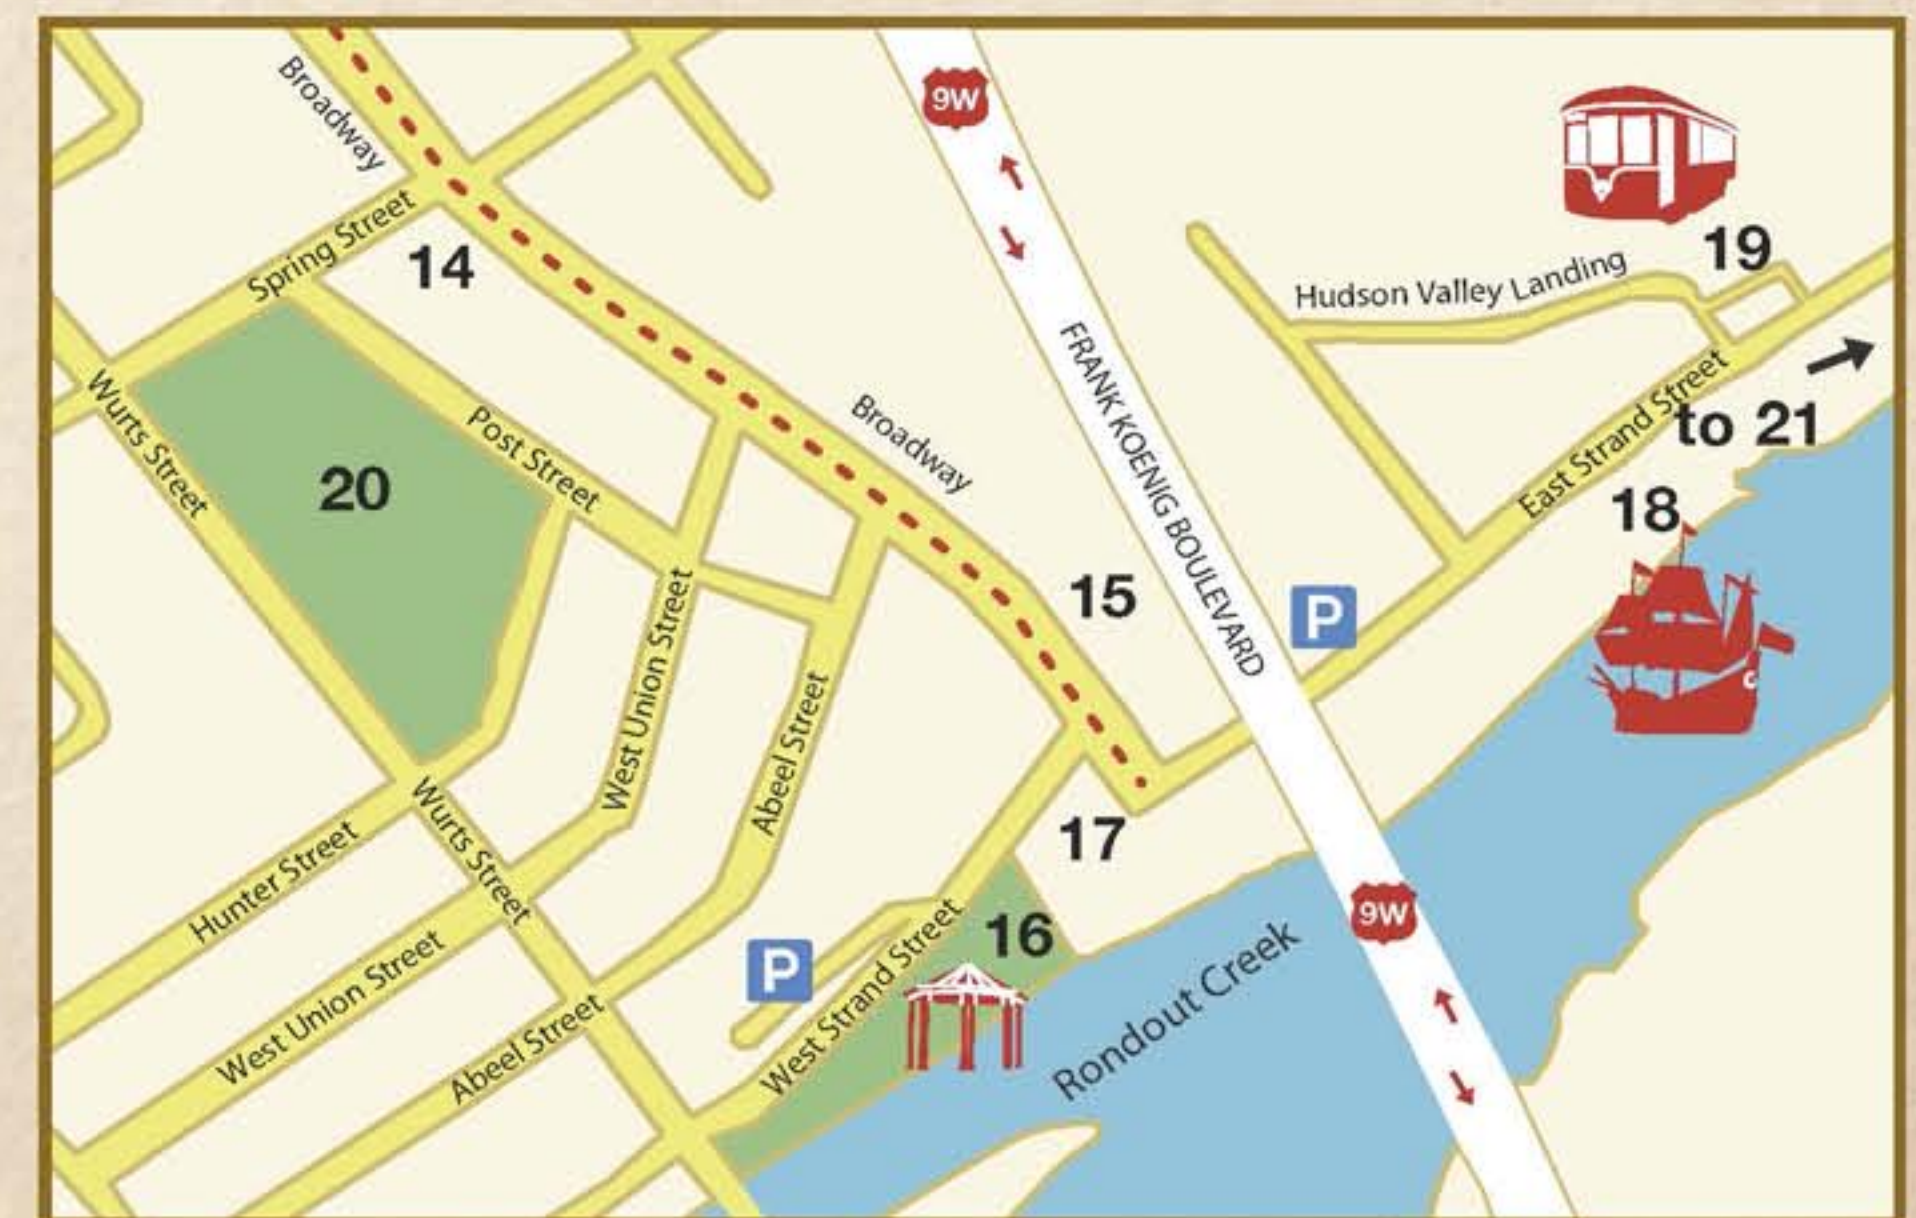 Broadway
9W
Spring Street
14
19
Hudson Valley Landing
FRANK KOENIG BOULEVARD
Wurts Street
20
Post Street
Broadway
East Strand Street
to 21
18
15
P
West Union Street
Abeel Street
Wurts Street
17
Hunter Street
West Union Street
Abeel Street
P
West Strand Street
16
Rondout Creek
9W